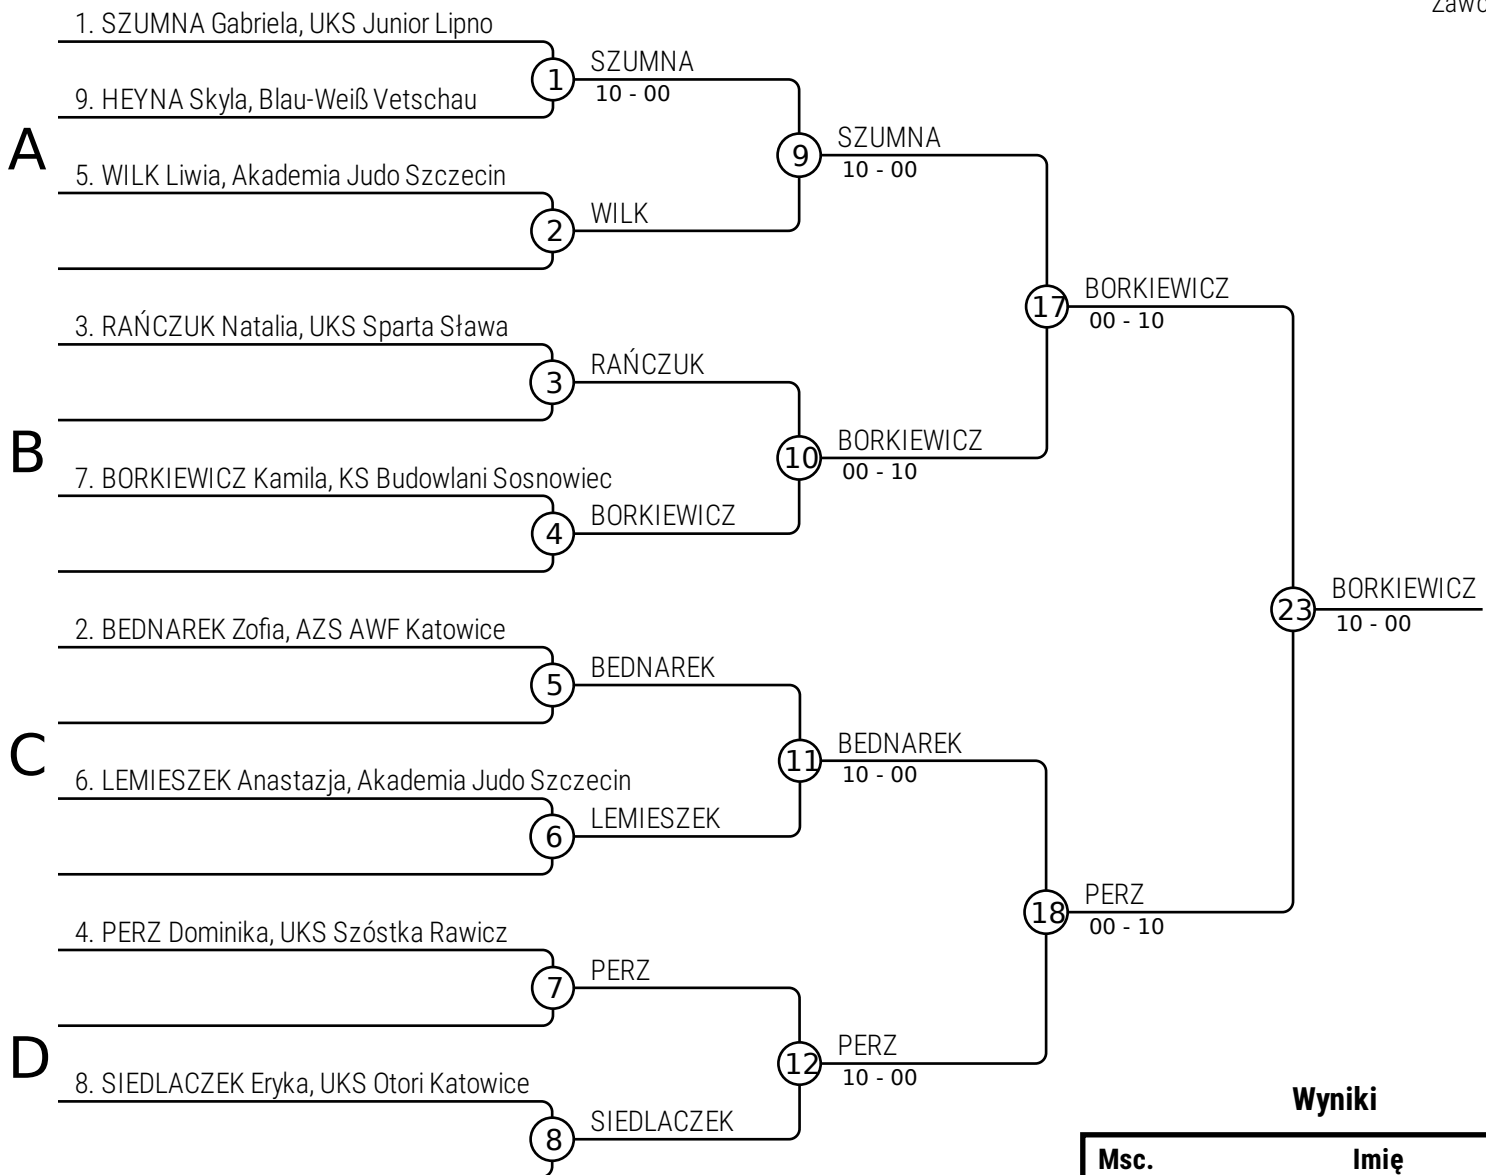 Zawo
1. SZUMNA Gabriela, UKS Junior Lipno
1
SZUMNA
10 - 00
9. HEYNA Skyla, Blau-Weiß Vetschau
A
9
SZUMNA
10 - 00
5. WILK Liwia, Akademia Judo Szczecin
2
WILK
17
BORKIEWICZ
00 - 10
3. RAŃCZUK Natalia, UKS Sparta Sława
3
RAŃCZUK
B
10
BORKIEWICZ
00 - 10
7. BORKIEWICZ Kamila, KS Budowlani Sosnowiec
4
BORKIEWICZ
23
BORKIEWICZ
10 - 00
2. BEDNAREK Zofia, AZS AWF Katowice
5
BEDNAREK
C
11
BEDNAREK
10 - 00
6. LEMIESZEK Anastazja, Akademia Judo Szczecin
6
LEMIESZEK
18
PERZ
00 - 10
4. PERZ Dominika, UKS Szóstka Rawicz
7
PERZ
D
12
PERZ
10 - 00
8. SIEDLACZEK Eryka, UKS Otori Katowice
8
SIEDLACZEK
Wyniki
Msc. Imię